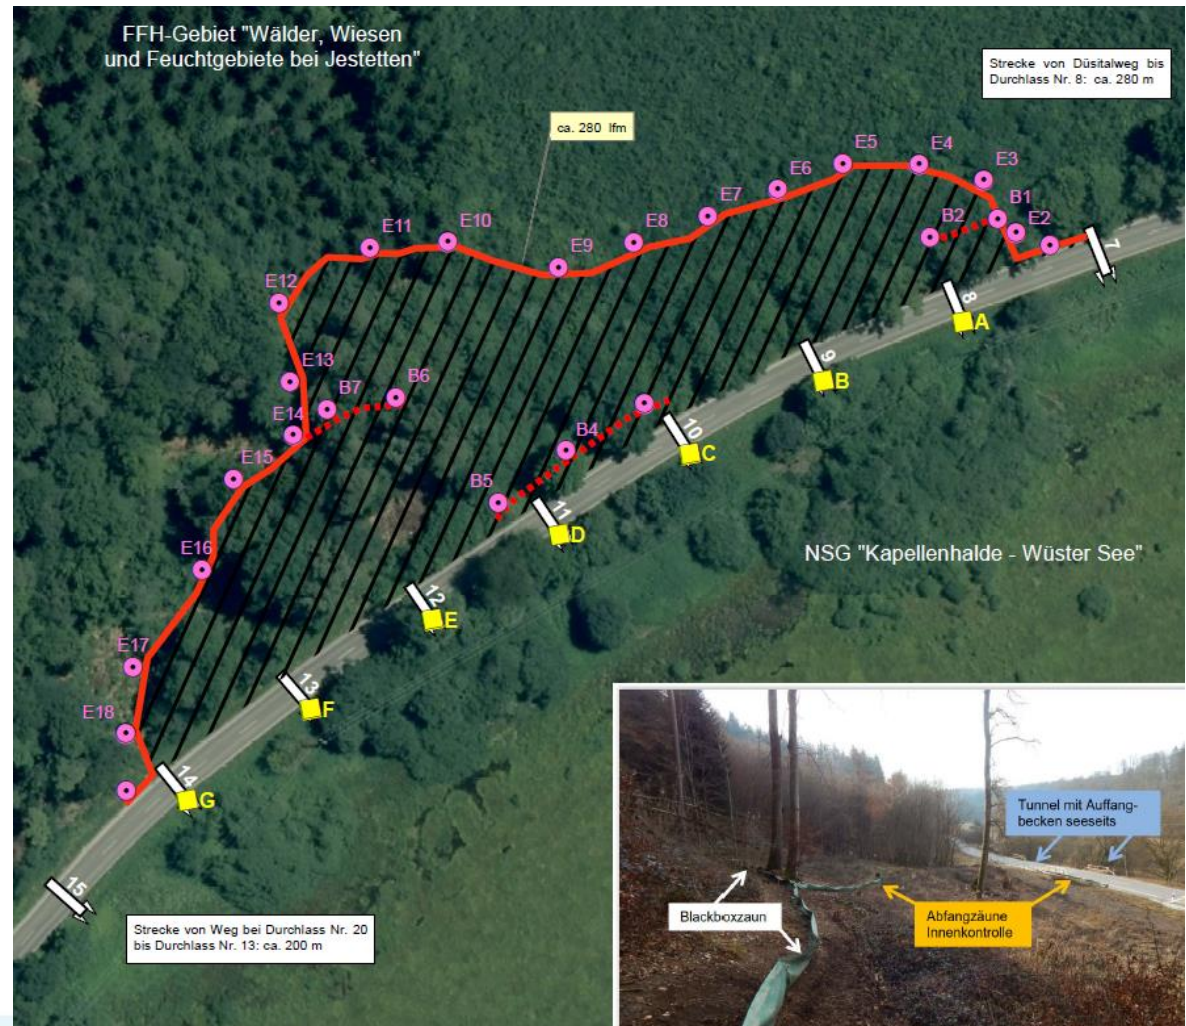 FFH-Gebiet "Wälder, Wiesen
und Feuchtgebiete bei Jestetten"
Strecke von Düsitalweg bis
Durchlass Nr. 8: ca. 280 m
ca. 280 lfm
E5
E4
E3
E6
E7
B1
B2
E2
E8
E11
E10
E9
7
E12
8
A
9
B
E13
B7
B6
E14
10
C
B4
E15
B5
11
D
NSG "Kapellenhalde - Wüster See"
E16
12
E
E17
13
F
E18
14
G
15
Strecke von Weg bei Durchlass Nr. 20
bis Durchlass Nr. 13: ca. 200 m
Tunnel mit Auffang-
becken seeseits
Blackboxzaun
Abfangzäune
Innenkontrolle